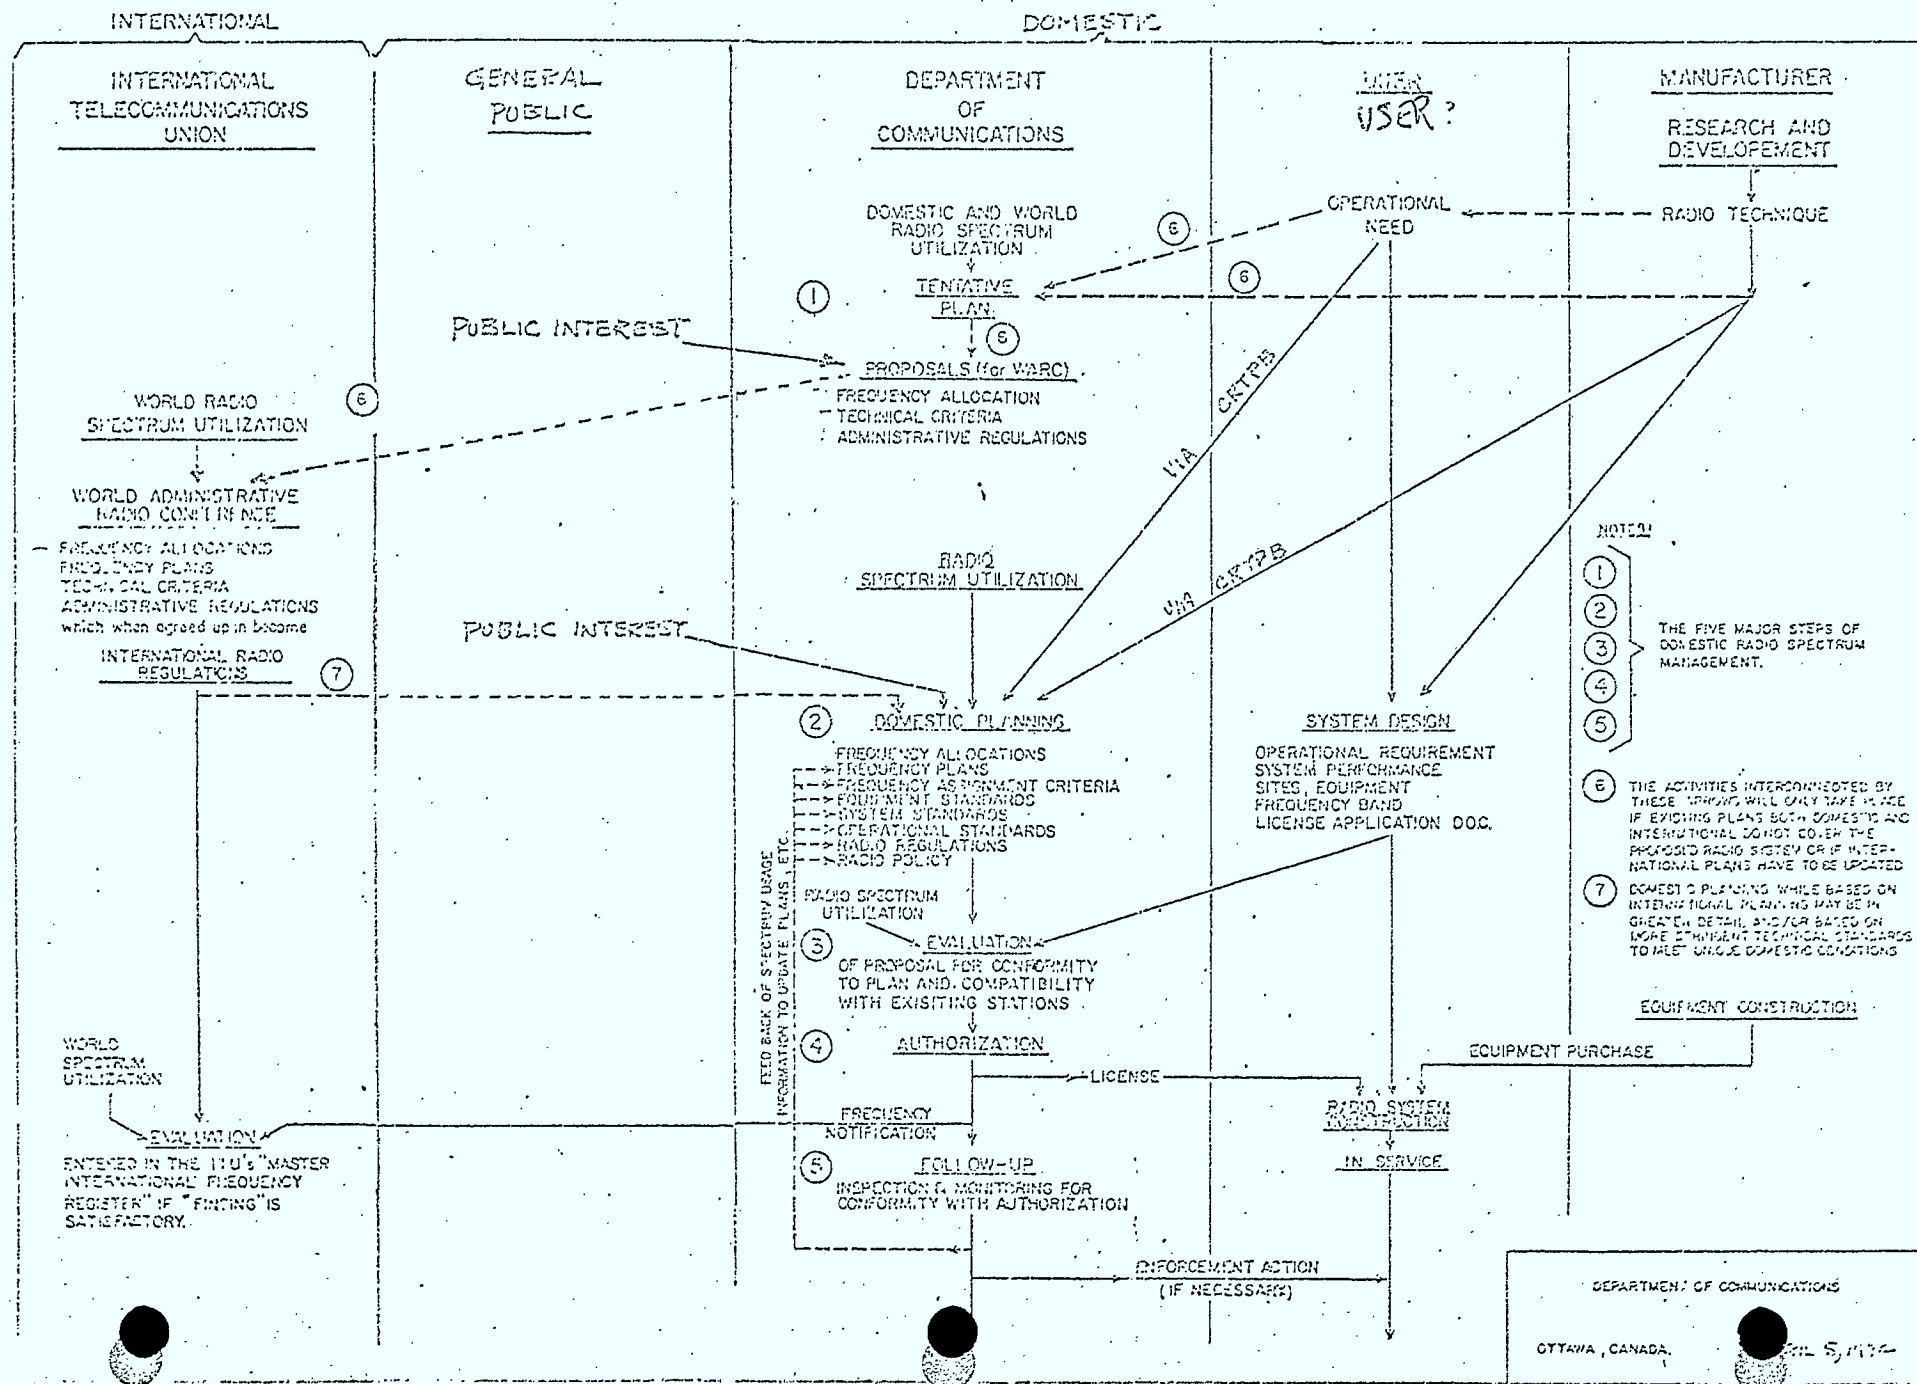 INTERNATIONAL
DOMESTIC
INTERNATIONAL
TELECOMMUNICATIONS
UNION
GENERAL
PUBLIC
DEPARTMENT
OF
COMMUNICATIONS
USER?
MANUFACTURER
RESEARCH AND
DEVELOPEMENT
RADIO TECHNIQUE
OPERATIONAL
NEED
DOMESTIC AND WORLD
RADIO SPECTRUM
UTILIZATION
6
6
1
TENTATIVE
PLAN
6
PUBLIC INTEREST
PROPOSALS (for WARC)
- FREQUENCY ALLOCATION
- TECHNICAL CRITERIA
- ADMINISTRATIVE REGULATIONS
6
WORLD RADIO
SPECTRUM UTILIZATION
WORLD ADMINISTRATIVE
RADIO CONFERENCE
- FREQUENCY ALLOCATIONS
FREQUENCY PLANS
TECHNICAL CRITERIA
ADMINISTRATIVE REGULATIONS
which when agreed up in become
INTERNATIONAL RADIO
REGULATIONS
7
VIA CRTPB
VIA CRTPB
RADIO
SPECTRUM UTILIZATION
PUBLIC INTEREST
2
DOMESTIC PLANNING
FREQUENCY ALLOCATIONS
FREQUENCY PLANS
FREQUENCY ASSIGNMENT CRITERIA
EQUIPMENT STANDARDS
SYSTEM STANDARDS
OPERATIONAL STANDARDS
RADIO REGULATIONS
RADIO POLICY
FEED BACK OF SPECTRUM USAGE
INFORMATION TO UPDATE PLANS, ETC.
SYSTEM DESIGN
OPERATIONAL REQUIREMENT
SYSTEM PERFORMANCE
SITES, EQUIPMENT
FREQUENCY BAND
LICENSE APPLICATION D.O.C.
NOTES:
1
2
3
4
5
THE FIVE MAJOR STEPS OF
DOMESTIC RADIO SPECTRUM
MANAGEMENT.
6 THE ACTIVITIES INTERCONNECTED BY
THESE ARROWS WILL ONLY TAKE PLACE
IF EXISTING PLANS BOTH DOMESTIC AND
INTERNATIONAL DO NOT COVER THE
PROPOSED RADIO SYSTEM OR IF INTER-
NATIONAL PLANS HAVE TO BE UPDATED
7 DOMESTIC PLANNING WHILE BASED ON
INTERNATIONAL PLANNING MAY BE IN
GREATER DETAIL AND/OR BASED ON
MORE STRINGENT TECHNICAL STANDARDS
TO MEET UNIQUE DOMESTIC CONDITIONS
RADIO SPECTRUM
UTILIZATION
3
EVALUATION
OF PROPOSAL FOR CONFORMITY
TO PLAN AND COMPATIBILITY
WITH EXISITING STATIONS
4
AUTHORIZATION
LICENSE
EQUIPMENT CONSTRUCTION
EQUIPMENT PURCHASE
RADIO SYSTEM
CONSTRUCTION
IN SERVICE
WORLD
SPECTRUM
UTILIZATION
EVALUATION
ENTERED IN THE ITU's "MASTER
INTERNATIONAL FREQUENCY
REGISTER" IF "FINDING" IS
SATISFACTORY.
FREQUENCY
NOTIFICATION
5
FOLLOW-UP
INSPECTION & MONITORING FOR
CONFORMITY WITH AUTHORIZATION
ENFORCEMENT ACTION
(IF NECESSARY)
DEPARTMENT OF COMMUNICATIONS
OTTAWA, CANADA.